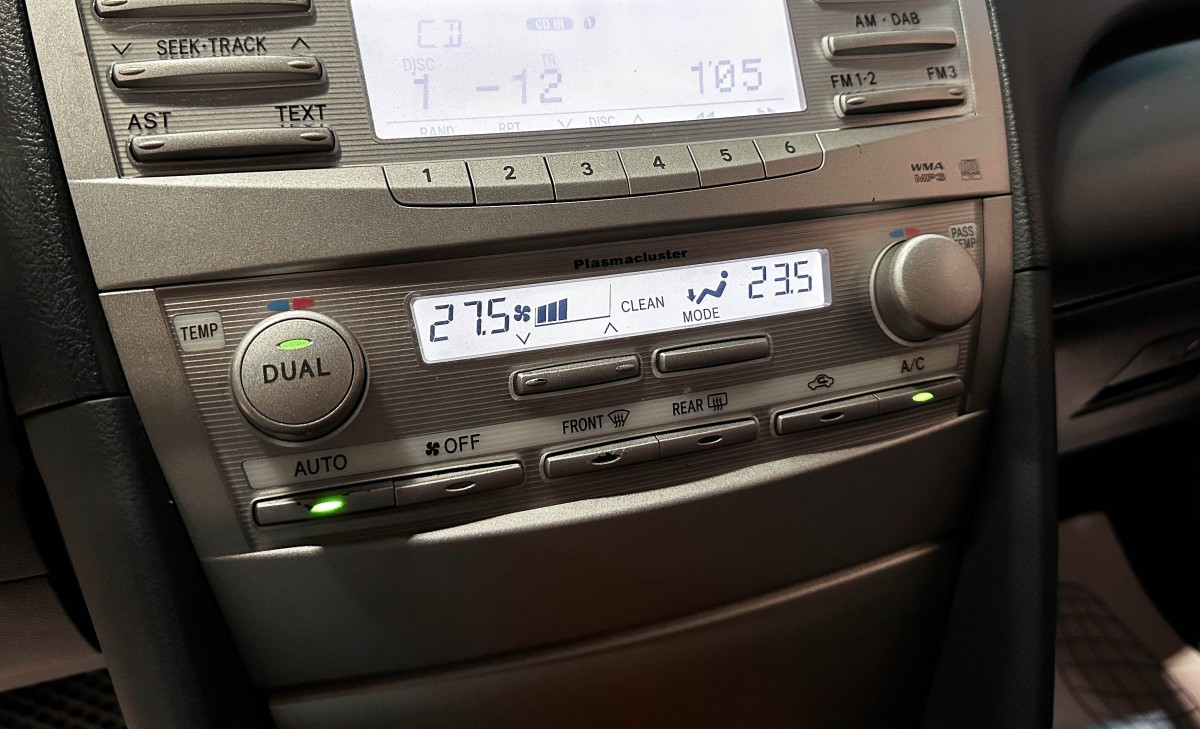 SEEK·TRACK
AST TEXT
CD CD IN 1
DISC TR
1 -12 1'05
RPT DISC
AM·DAB
FM1·2 FM3
1 2 3 4 5 6
WMA
MP3
Plasmacluster
TEMP
DUAL
27.5 CLEAN MODE 23.5
PASS
TEMP
AUTO OFF FRONT REAR A/C